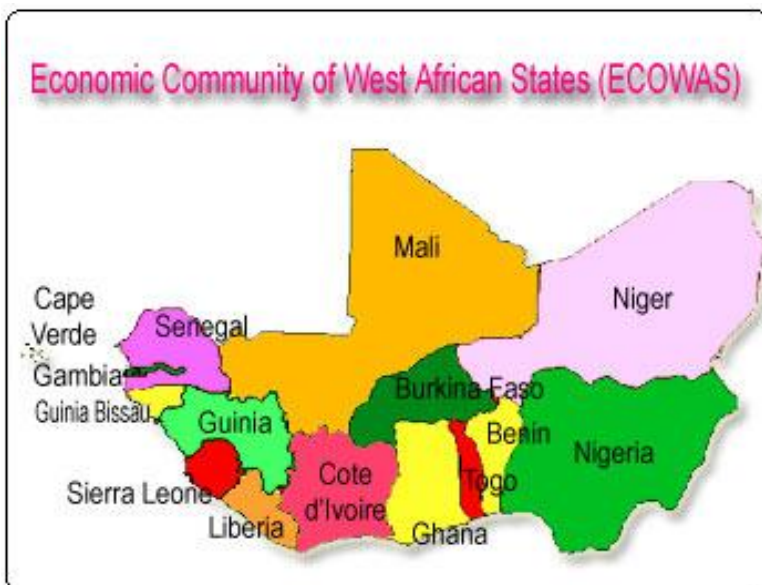 Economic Community of West African States (ECOWAS)
Mali
Niger
Cape
Verde
Senegal
Gambia
Guinia Bissau
Burkina Faso
Guinia
Benin
Nigeria
Cote
d'Ivoire
Togo
Sierra Leone
Liberia
Ghana